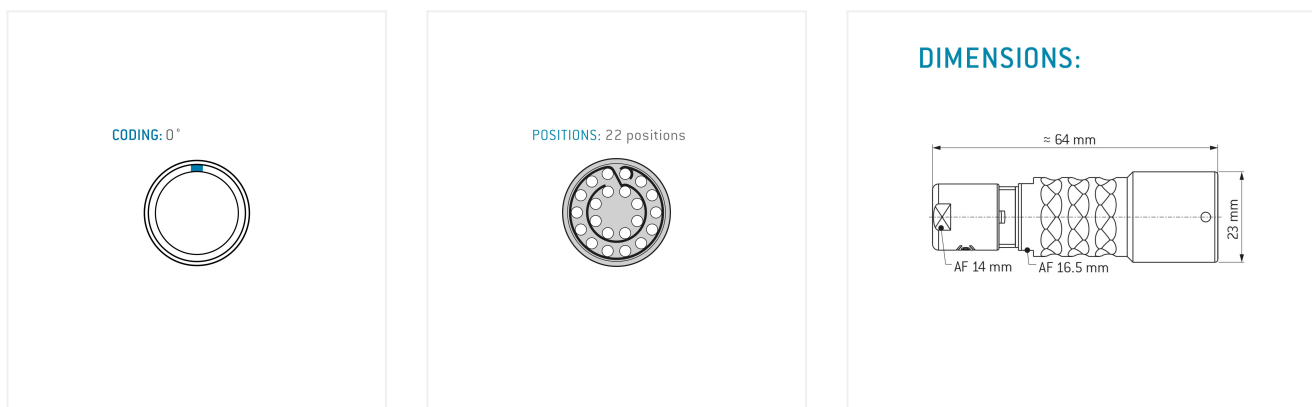 CODING: 0°
POSITIONS: 22 positions
DIMENSIONS:
≈ 64 mm
23 mm
AF 14 mm
AF 16.5 mm